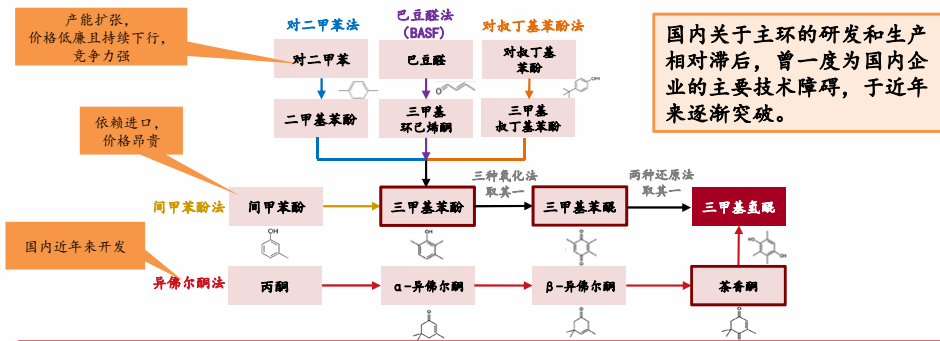 产能扩张，
价格低廉且持续下行，
竞争力强
对二甲苯法
巴豆醛法
(BASF)
对叔丁基苯酚法
国内关于主环的研发和生产
相对滞后，曾一度为国内企
业的主要技术障碍，于近年
来逐渐突破。
对二甲苯
巴豆醛
对叔丁基
苯酚
O
OH
二甲基苯酚
三甲基
环己烯酮
三甲基
叔丁基苯酚
依赖进口，
价格昂贵
三种氧化法
取其一
两种还原法
取其一
间甲苯酚法
间甲苯酚
三甲基苯酚
三甲基苯醌
三甲基氢醌
OH
OH
O
O
HO
OH
国内近年来开发
异佛尔酮法
丙酮
α-异佛尔酮
β-异佛尔酮
茶香酮
O
O
O
O